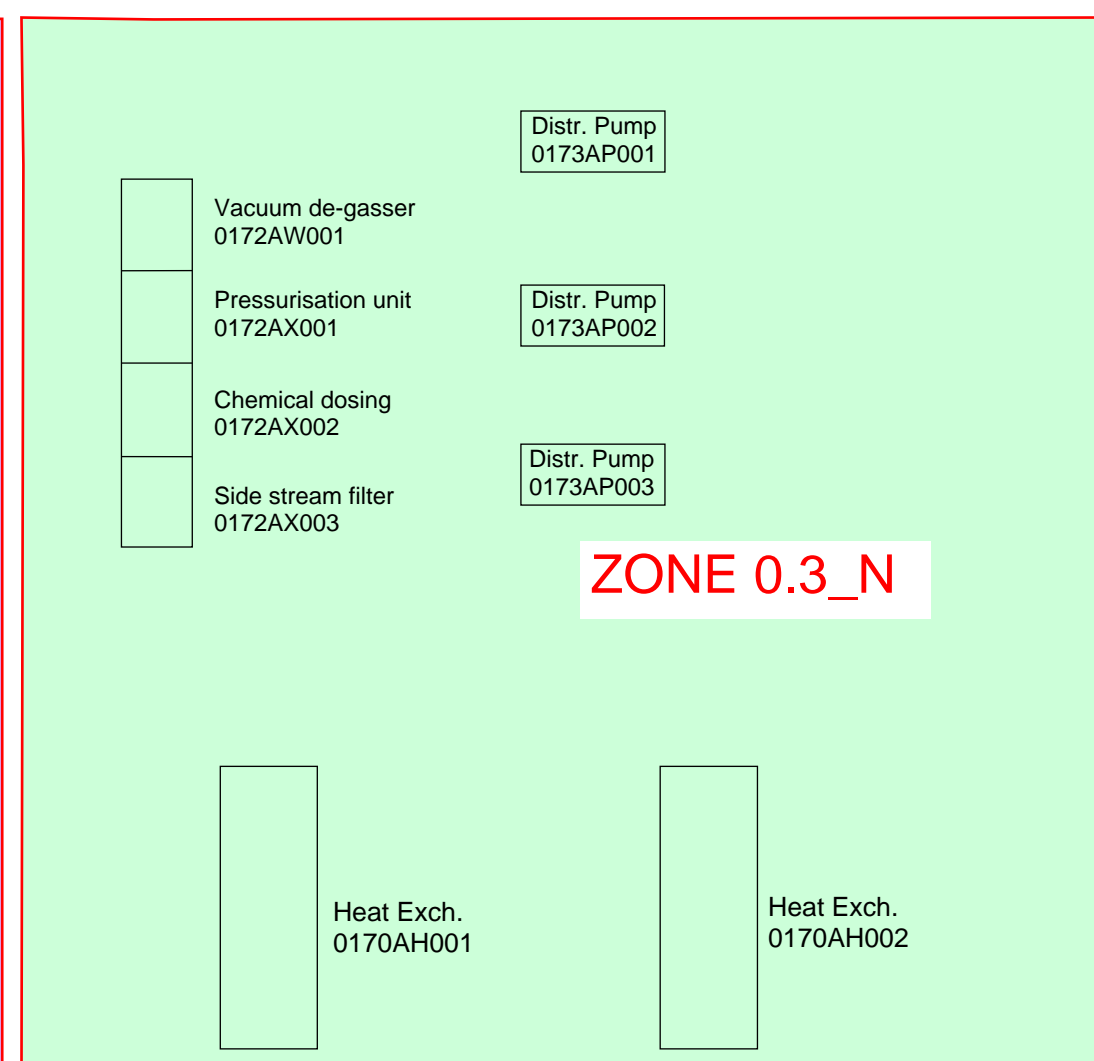 Distr. Pump
0173AP001
Vacuum de-gasser
0172AW001
Pressurisation unit
0172AX001
Distr. Pump
0173AP002
Chemical dosing
0172AX002
Distr. Pump
0173AP003
Side stream filter
0172AX003
ZONE 0.3_N
Heat Exch.
0170AH001
Heat Exch.
0170AH002